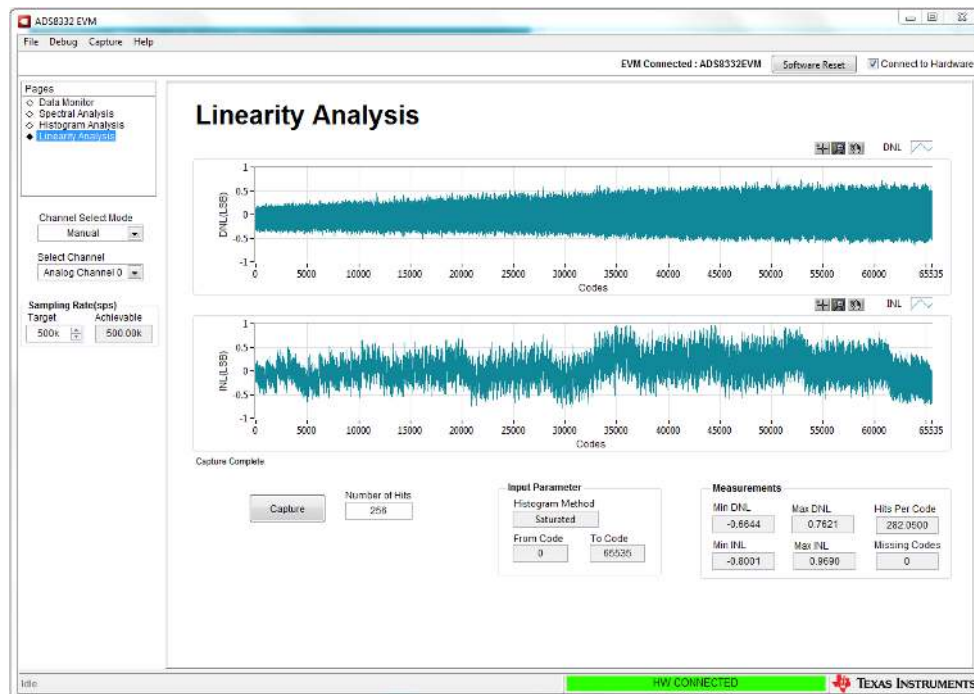 ADS8332 EVM
File Debug Capture Help
EVM Connected : ADS8332EVM Software Reset Connect to Hardware
Pages
Data Monitor
Spectral Analysis
Histogram Analysis
Linearity Analysis
Channel Select Mode
Manual
Select Channel
Analog Channel 0
Sampling Rate(sps)
Target Achievable
500k 500.00k
Linearity Analysis
DNL
DNL(LSB)
1
0.5
0
-0.5
-1
0 5000 10000 15000 20000 25000 30000 35000 40000 45000 50000 55000 60000 65535
Codes
INL
INL(LSB)
1
0.5
0
-0.5
-1
0 5000 10000 15000 20000 25000 30000 35000 40000 45000 50000 55000 60000 65535
Codes
Capture Complete
Capture
Number of Hits
256
Input Parameter
Histogram Method
Saturated
From Code To Code
0 65535
Measurements
Min DNL Max DNL Hits Per Code
-0.6644 0.7621 282.0500
Min INL Max INL Missing Codes
-0.8001 0.9690 0
Idle HW CONNECTED TEXAS INSTRUMENTS